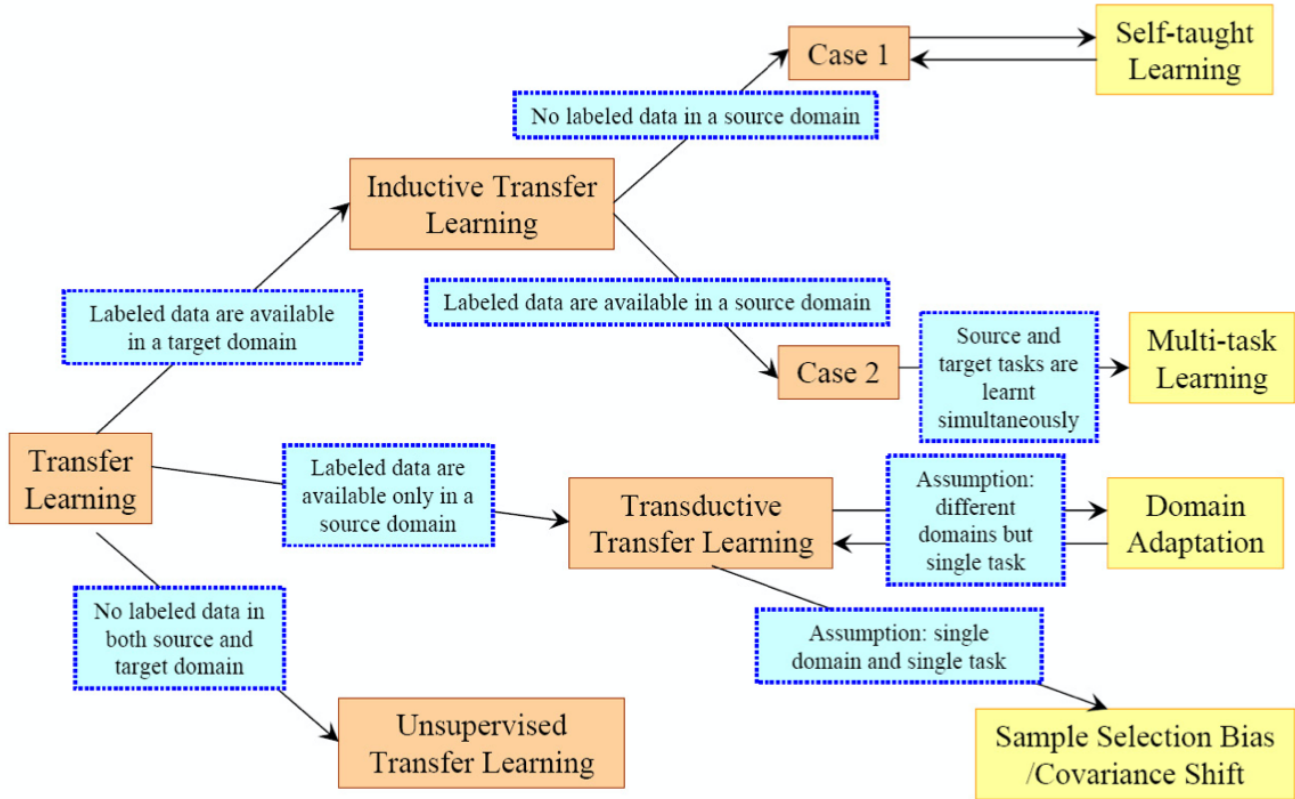 Case 1
Self-taught
Learning
No labeled data in a source domain
Inductive Transfer
Learning
Labeled data are available
in a target domain
Labeled data are available in a source domain
Case 2
Source and
target tasks are
learnt
simultaneously
Multi-task
Learning
Transfer
Learning
Labeled data are
available only in a
source domain
Transductive
Transfer Learning
Assumption:
different
domains but
single task
Domain
Adaptation
No labeled data in
both source and
target domain
Assumption: single
domain and single task
Unsupervised
Transfer Learning
Sample Selection Bias
/Covariance Shift